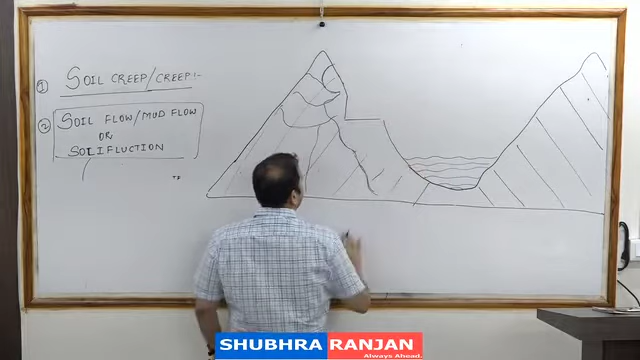 ① SOIL CREEP/CREEP:-
② SOIL FLOW/MUD FLOW
OR
SOLIFLUCTION
SHUBHRA RANJAN
Always Ahead.